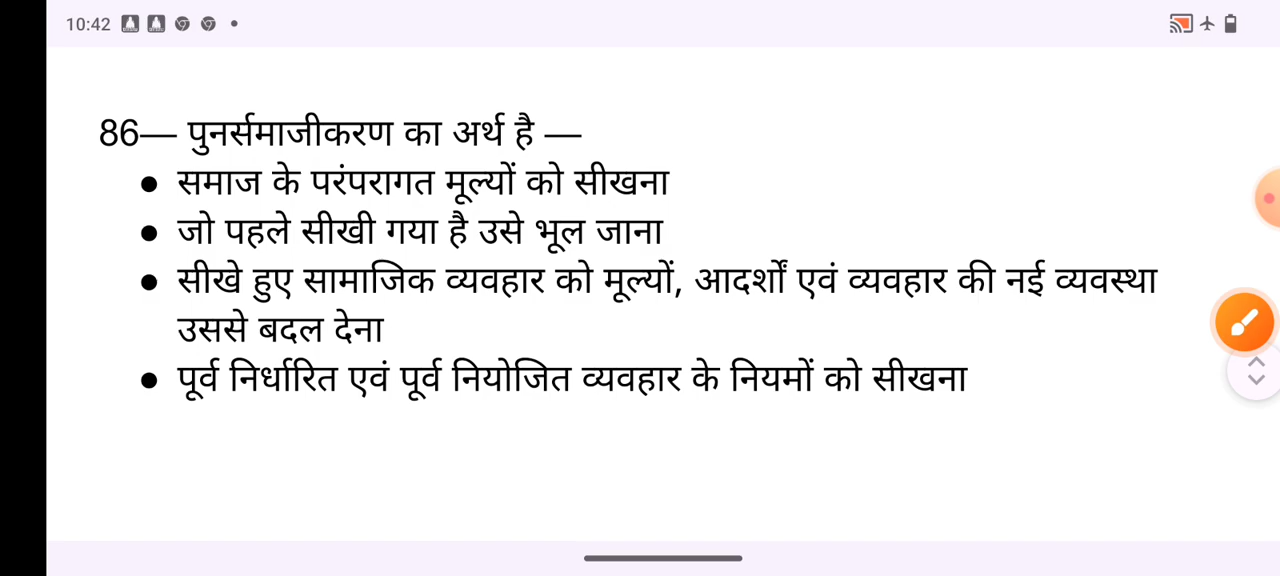 10:42
86— पुनर्समाजीकरण का अर्थ है —
● समाज के परंपरागत मूल्यों को सीखना
● जो पहले सीखी गया है उसे भूल जाना
● सीखे हुए सामाजिक व्यवहार को मूल्यों, आदर्शों एवं व्यवहार की नई व्यवस्था
उससे बदल देना
● पूर्व निर्धारित एवं पूर्व नियोजित व्यवहार के नियमों को सीखना